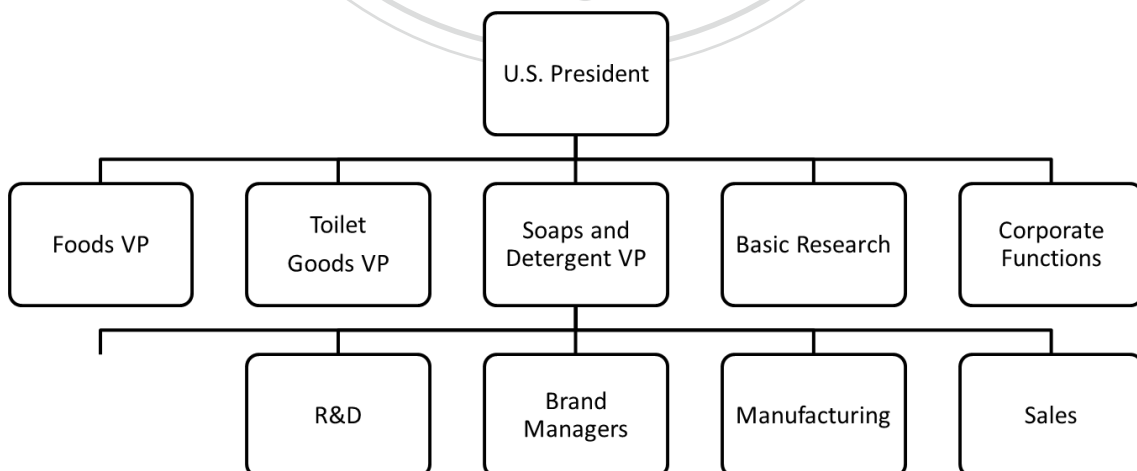 U.S. President
Foods VP
Toilet
Goods VP
Soaps and
Detergent VP
Basic Research
Corporate
Functions
R&D
Brand
Managers
Manufacturing
Sales